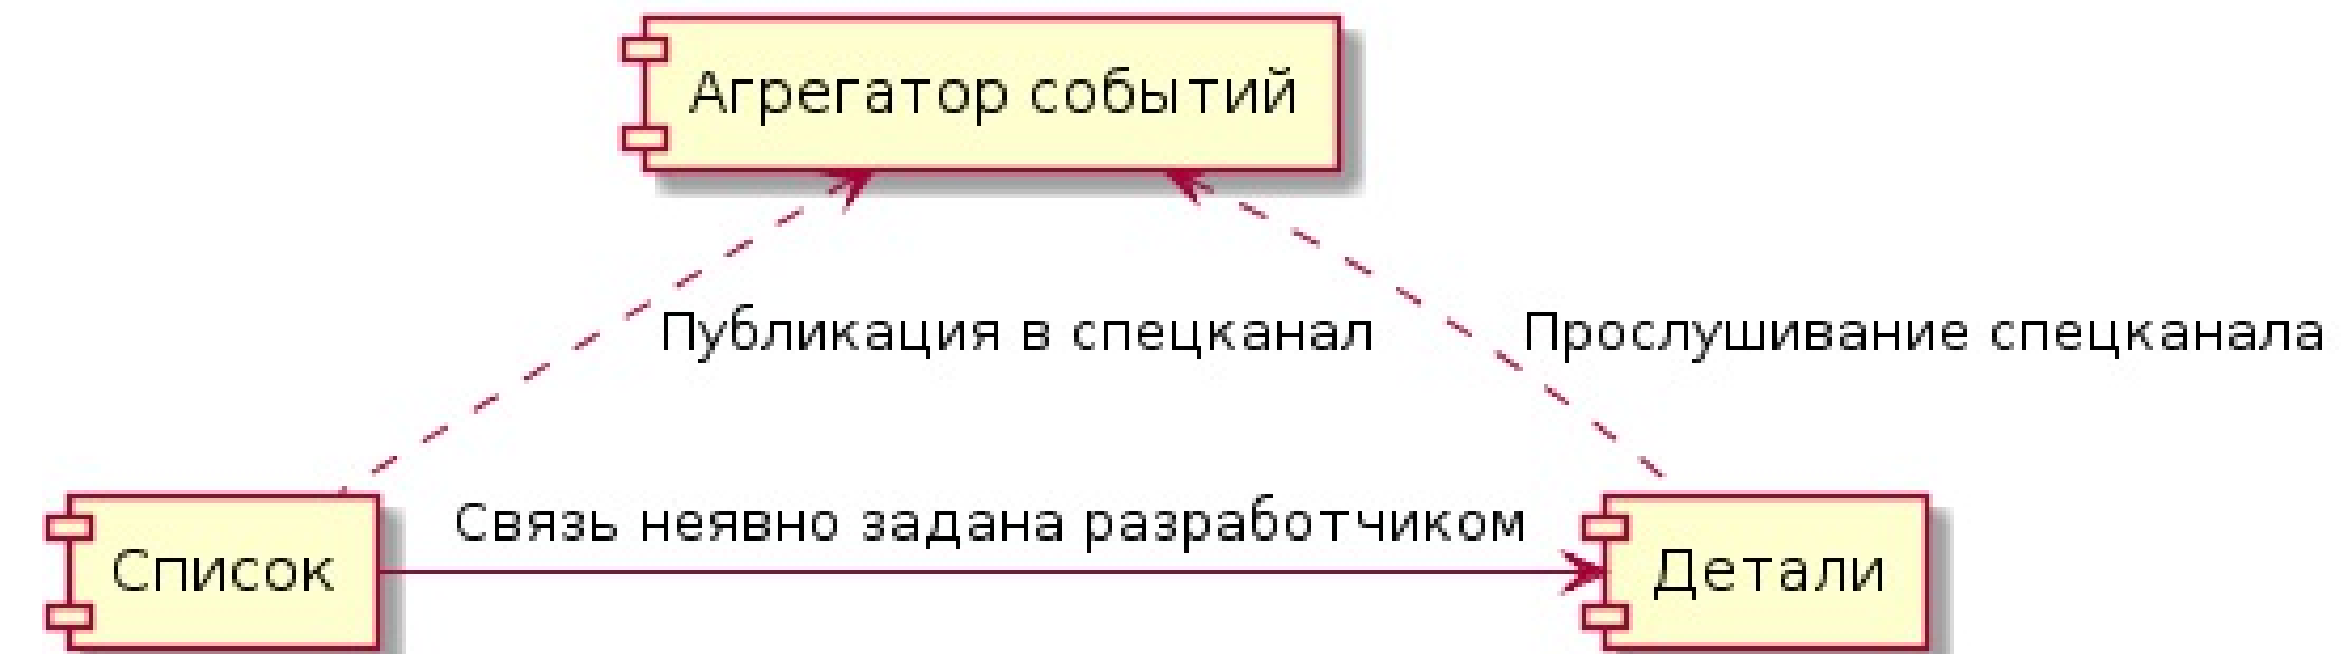 Агрегатор событий
Публикация в спецканал
Прослушивание спецканала
Связь неявно задана разработчиком
Список
Детали